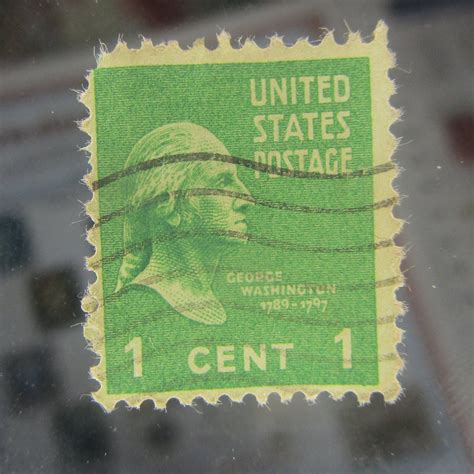 UNITED
STATES
POSTAGE
GEORGE
WASHINGTON
1789-1797
1 CENT 1